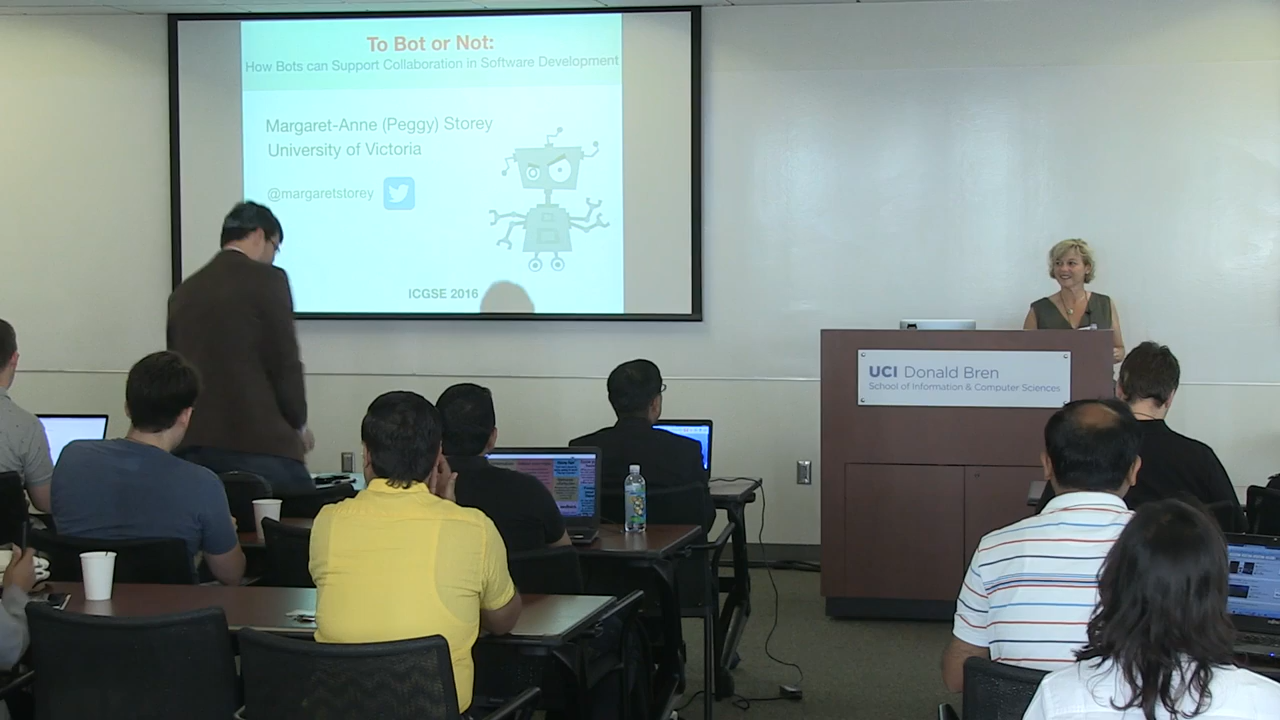 To Bot or Not:
How Bots can Support Collaboration in Software Development
Margaret-Anne (Peggy) Storey
University of Victoria
@margaretstorey
ICGSE 2016
UCI Donald Bren
School of Information & Computer Sciences